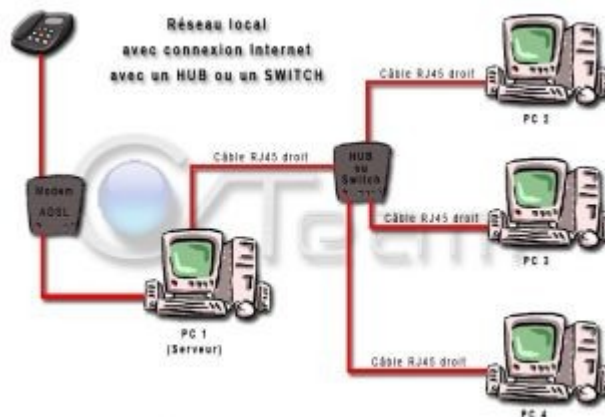 Réseau local
avec connexion Internet
avec un HUB ou un SWITCH
Câble RJ45 droit
PC 2
Câble RJ45 droit
HUB
ou
Switch
Modem
ADSL
Câble RJ45 droit
PC 3
PC 1
(Serveur)
Câble RJ45 droit
PC 4